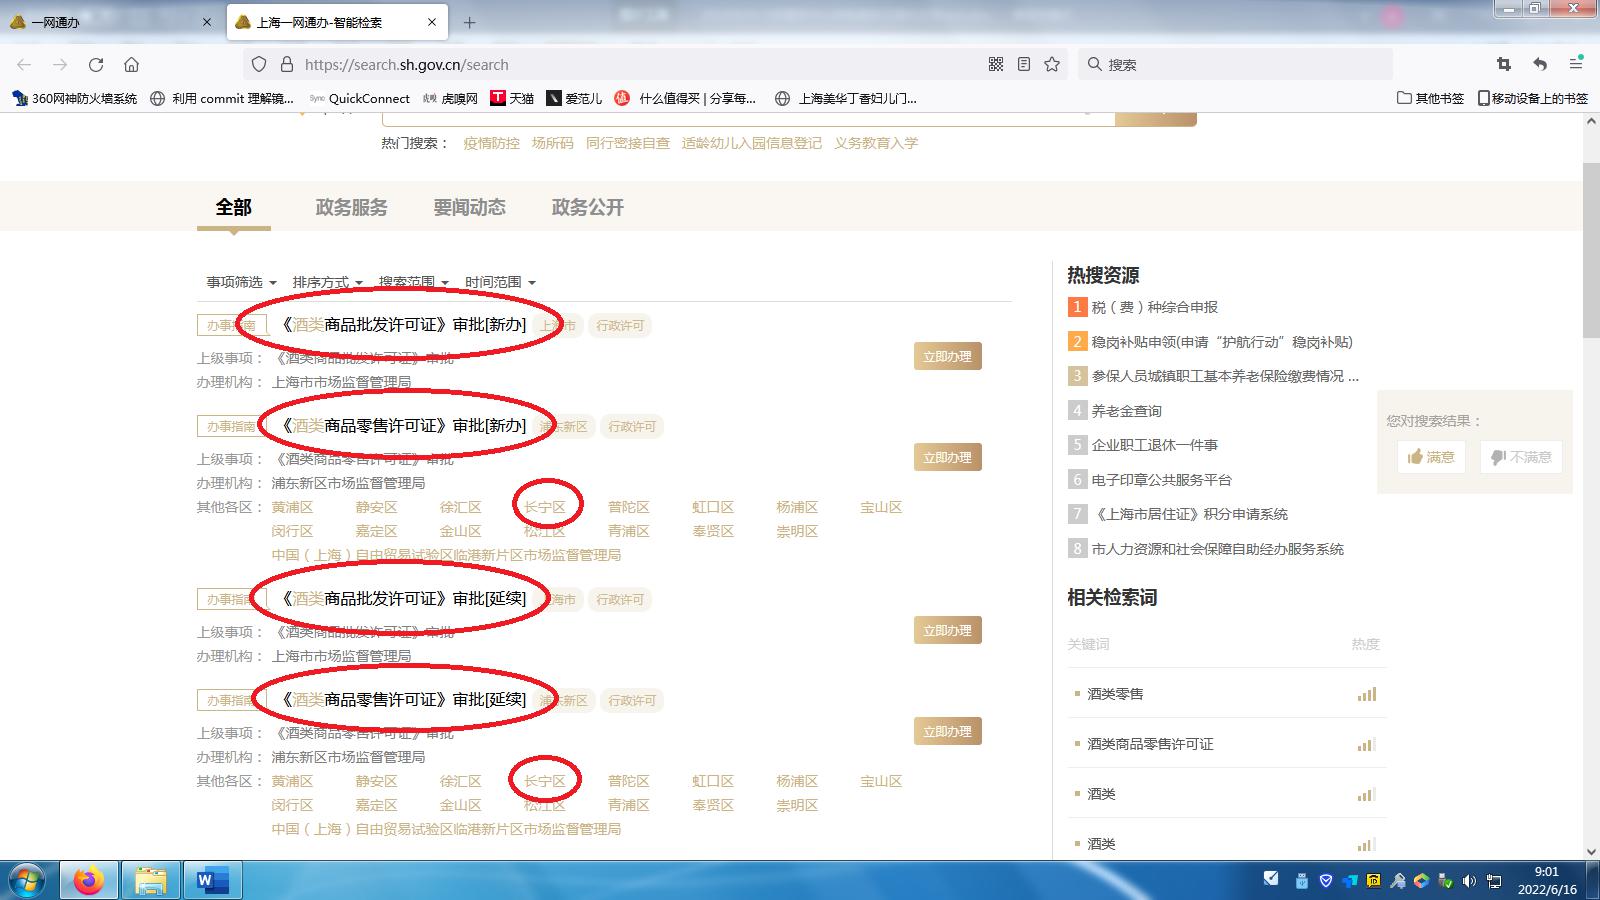 一网通办
上海一网通办-智能检索
https://search.sh.gov.cn/search
搜索
360网神防火墙系统
利用 commit 理解镜...
Sync QuickConnect
虎嗅 虎嗅网
天猫
爱范儿
值 什么值得买 | 分享每...
上海美华丁香妇儿门...
其他书签
移动设备上的书签
热门搜索： 疫情防控 场所码 同行密接自查 适龄幼儿入园信息登记 义务教育入学
全部 政务服务 要闻动态 政务公开
事项筛选 排序方式 搜索范围 时间范围
办事指南 《酒类商品批发许可证》审批[新办] 上海市 行政许可
上级事项： 《酒类商品批发许可证》审批
立即办理
办理机构： 上海市市场监督管理局
办事指南 《酒类商品零售许可证》审批[新办] 浦东新区 行政许可
上级事项： 《酒类商品零售许可证》审批
立即办理
办理机构： 浦东新区市场监督管理局
其他各区： 黄浦区 静安区 徐汇区 长宁区 普陀区 虹口区 杨浦区 宝山区
闵行区 嘉定区 金山区 松江区 青浦区 奉贤区 崇明区
中国（上海）自由贸易试验区临港新片区市场监督管理局
办事指南 《酒类商品批发许可证》审批[延续] 上海市 行政许可
上级事项： 《酒类商品批发许可证》审批
立即办理
办理机构： 上海市市场监督管理局
办事指南 《酒类商品零售许可证》审批[延续] 浦东新区 行政许可
上级事项： 《酒类商品零售许可证》审批
立即办理
办理机构： 浦东新区市场监督管理局
其他各区： 黄浦区 静安区 徐汇区 长宁区 普陀区 虹口区 杨浦区 宝山区
闵行区 嘉定区 金山区 松江区 青浦区 奉贤区 崇明区
中国（上海）自由贸易试验区临港新片区市场监督管理局
热搜资源
1 税（费）种综合申报
2 稳岗补贴申领(申请“护航行动”稳岗补贴)
3 参保人员城镇职工基本养老保险缴费情况 ...
4 养老金查询
5 企业职工退休一件事
6 电子印章公共服务平台
7 《上海市居住证》积分申请系统
8 市人力资源和社会保障自助经办服务系统
相关检索词
关键词 热度
酒类零售
酒类商品零售许可证
酒类
酒类
您对搜索结果：
满意 不满意
W
9:01
2022/6/16